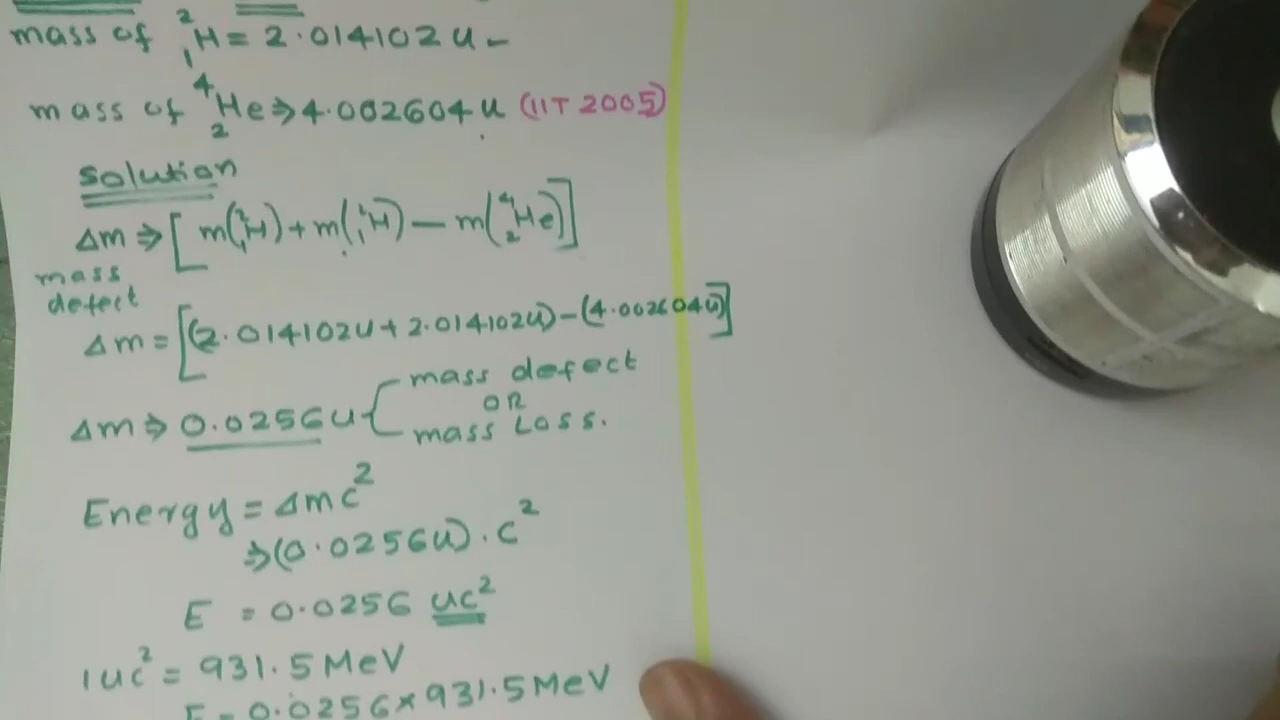 mass of ²₁H = 2.014102u -
mass of ⁴₂He ⇒ 4.002604u (IIT 2005)
Solution
Δm ⇒ [m(²₁H) + m(²₁H) - m(⁴₂He)]
mass
defect
Δm = [(2.014102u + 2.014102u) - (4.002604u)]
Δm ⇒ 0.0256u { mass defect
OR
mass Loss.
Energy = Δmc²
⇒ (0.0256u).c²
E = 0.0256 uc²
1uc² = 931.5 MeV
E = 0.0256 × 931.5 MeV